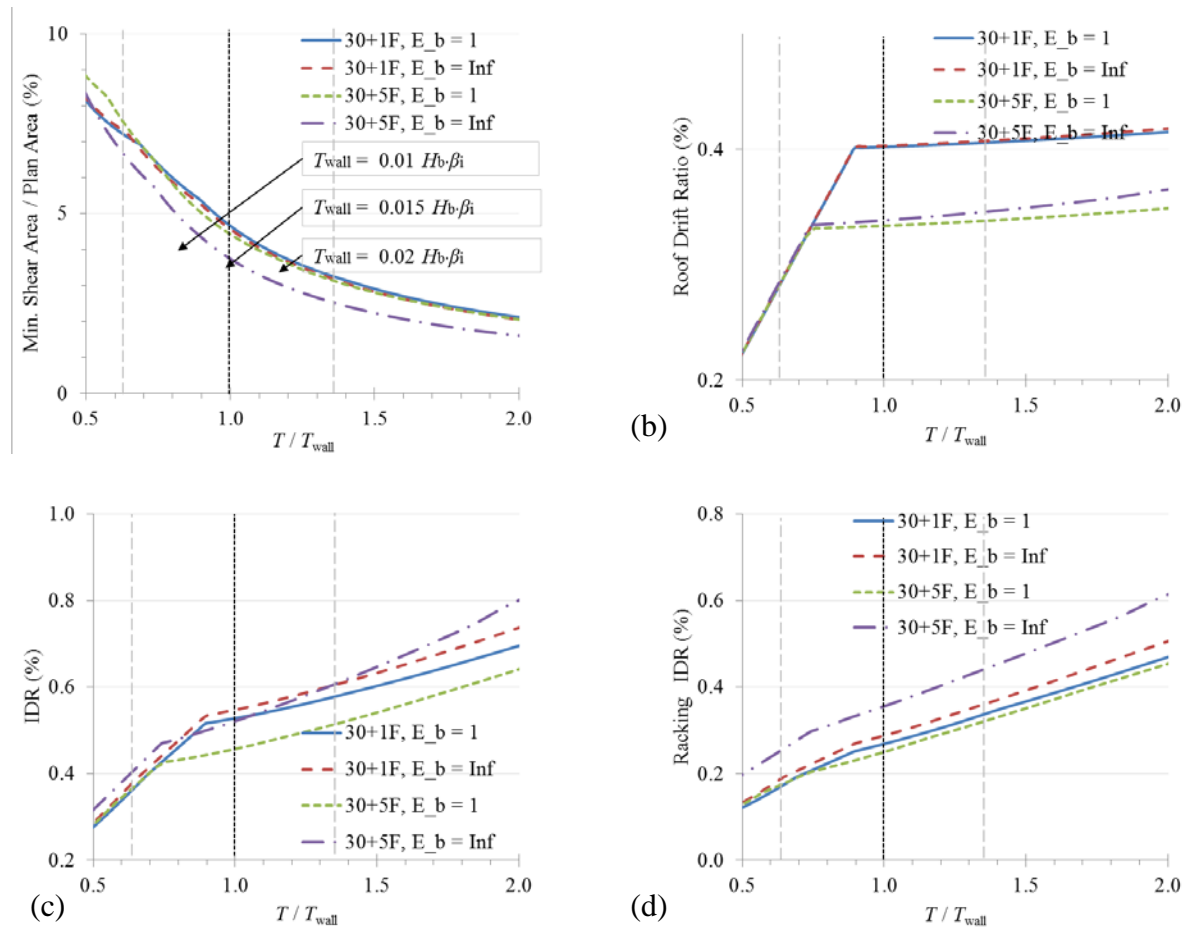 10
5
0
Min. Shear Area / Plan Area (%)
30+1F, E_b = 1
30+1F, E_b = Inf
30+5F, E_b = 1
30+5F, E_b = Inf
Twall = 0.01 Hb·βi
Twall = 0.015 Hb·βi
Twall = 0.02 Hb·βi
0.5 1.0 1.5 2.0
T / Twall
Roof Drift Ratio (%)
0.4
0.2
30+1F, E_b = 1
30+1F, E_b = Inf
30+5F, E_b = 1
30+5F, E_b = Inf
0.5 1.0 1.5 2.0
T / Twall
(b)
1.0
0.8
0.6
0.4
0.2
IDR (%)
30+1F, E_b = 1
30+1F, E_b = Inf
30+5F, E_b = 1
30+5F, E_b = Inf
0.5 1.0 1.5 2.0
T / Twall
(c)
0.8
0.6
0.4
0.2
0.0
Racking IDR (%)
30+1F, E_b = 1
30+1F, E_b = Inf
30+5F, E_b = 1
30+5F, E_b = Inf
0.5 1.0 1.5 2.0
T / Twall
(d)